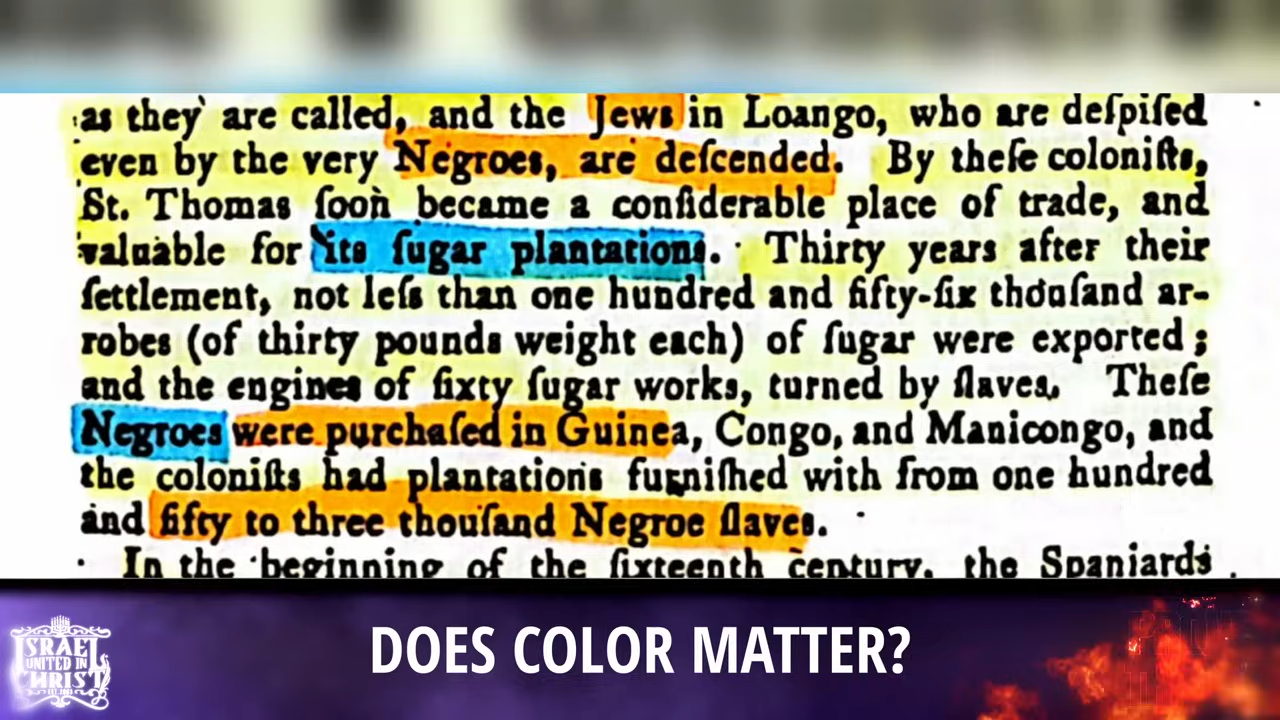 as they are called, and the Jews in Loango, who are deſpiſed
even by the very Negroes, are deſcended. By theſe coloniſts,
St. Thomas ſoon became a conſiderable place of trade, and
valuable for its ſugar plantations. Thirty years after their
ſettlement, not leſs than one hundred and fifty-ſix thouſand ar-
robes (of thirty pounds weight each) of ſugar were exported;
and the engines of ſixty ſugar works, turned by ſlaves. Theſe
Negroes were purchaſed in Guinea, Congo, and Manicongo, and
the coloniſts had plantations furniſhed with from one hundred
and fifty to three thouſand Negroe ſlaves.
In the beginning of the ſixteenth century, the Spaniards
ISRAEL
UNITED IN
CHRIST
DOES COLOR MATTER?